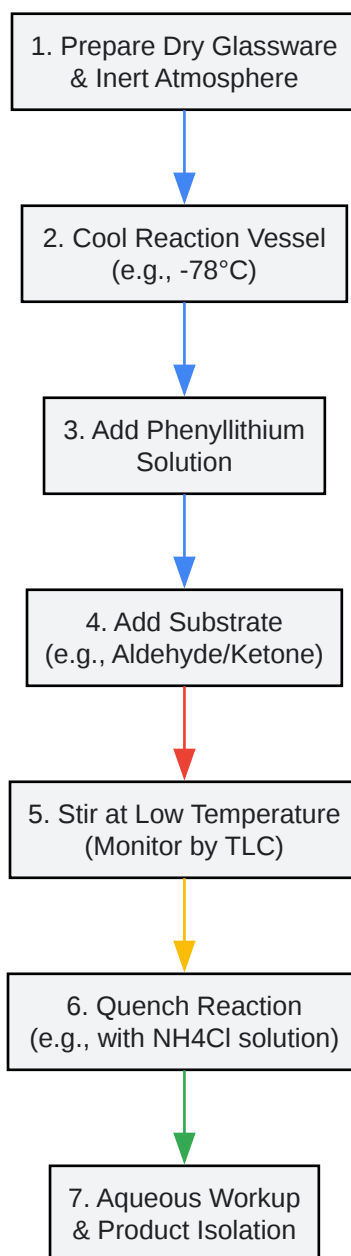 1. Prepare Dry Glassware
& Inert Atmosphere
2. Cool Reaction Vessel
(e.g., -78°C)
3. Add Phenyllithium
Solution
4. Add Substrate
(e.g., Aldehyde/Ketone)
5. Stir at Low Temperature
(Monitor by TLC)
6. Quench Reaction
(e.g., with NH4Cl solution)
7. Aqueous Workup
& Product Isolation